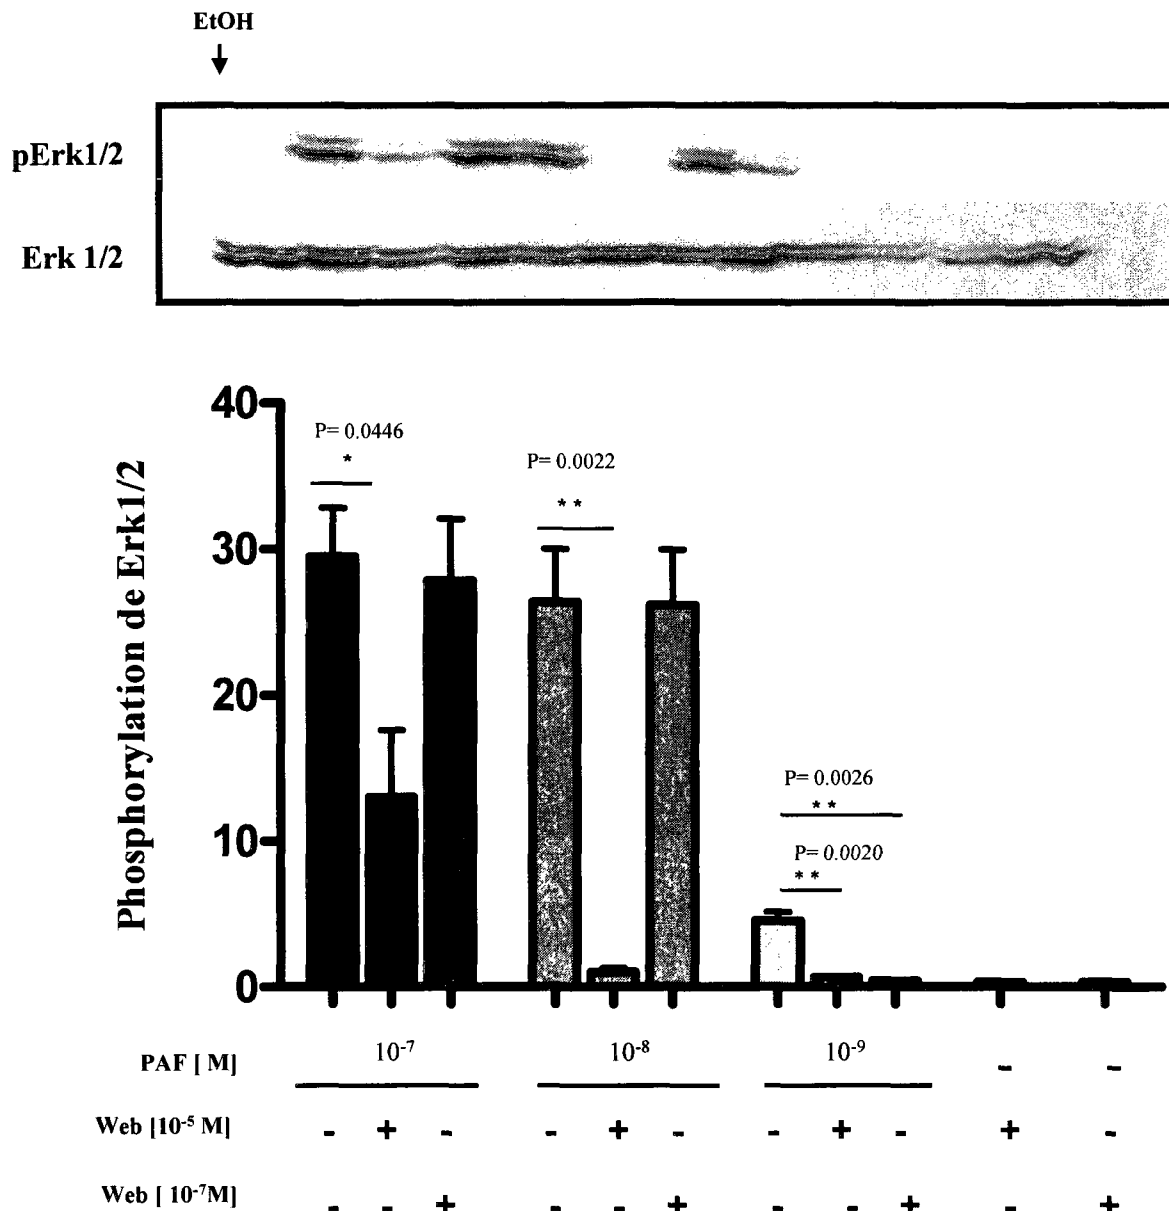 EtOH
pErk1/2
Erk 1/2
Phosphorylation de Erk1/2
40
30
20
10
0
P= 0.0446
*
P= 0.0022
* *
P= 0.0026
* *
P= 0.0020
* *
PAF [ M] 10⁻⁷ 10⁻⁸ 10⁻⁹ - -
Web [10⁻⁵ M] - + - - + - - + - + -
Web [ 10⁻⁷M] - - + - - + - - + - +